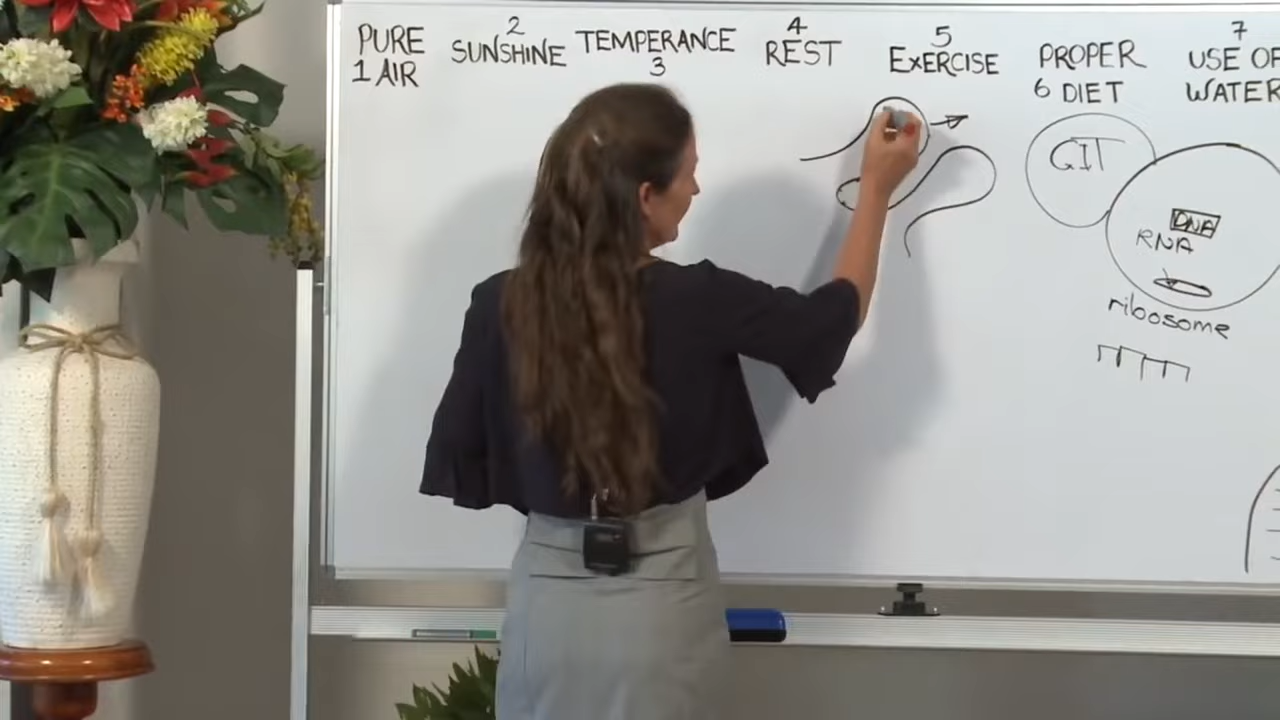 PURE
1 AIR
2
SUNSHINE
TEMPERANCE
3
4
REST
5
ExERCISE
PROPER
6 DIET
7
USE OF
WATER
GIT
DNA
RNA
ribosome